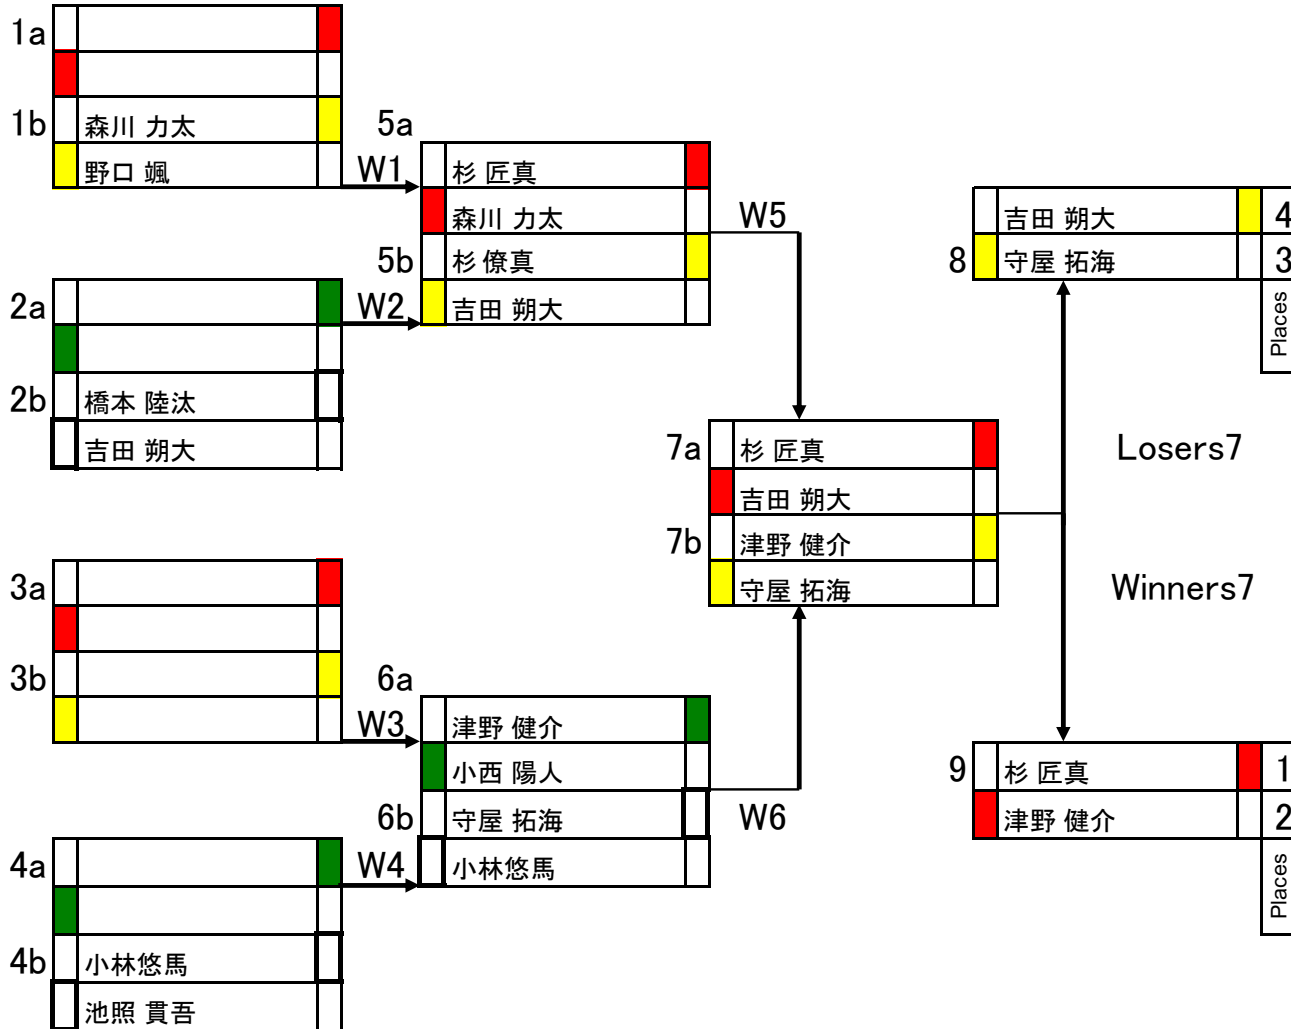 1a
1b
森川 力太
野口 颯
W1
2a
2b
橋本 陸汰
吉田 朔大
W2
3a
3b
W3
4a
4b
小林悠馬
池照 貫吾
W4
5a
杉 匠真
森川 力太
5b
杉 僚真
吉田 朔大
W5
6a
津野 健介
小西 陽人
6b
守屋 拓海
小林悠馬
W6
7a
杉 匠真
吉田 朔大
7b
津野 健介
守屋 拓海
Losers7
Winners7
吉田 朔大 4
8 守屋 拓海 3
Places
9 杉 匠真 1
津野 健介 2
Places